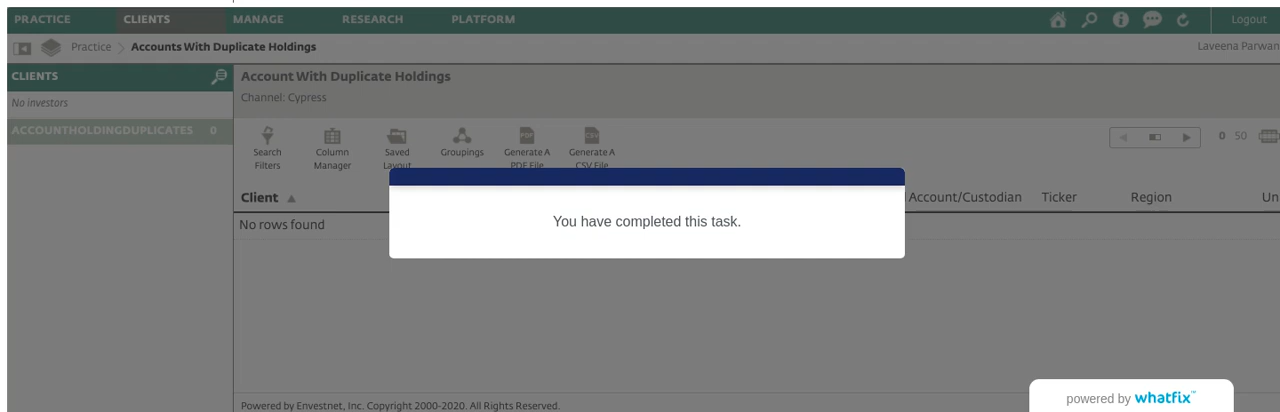 PRACTICE CLIENTS MANAGE RESEARCH PLATFORM Logout
Practice Accounts With Duplicate Holdings Laveena Parwan
CLIENTS
No investors
ACCOUNTHOLDINGDUPLICATES 0
Account With Duplicate Holdings
Channel: Cypress
Search Filters
Column Manager
Saved Layout
Groupings
Generate A PDF File
Generate A CSV File
0 50
Client Account/Custodian Ticker Region Un
No rows found
You have completed this task.
Powered by Envestnet, Inc. Copyright 2000-2020. All Rights Reserved.
powered by whatfix™